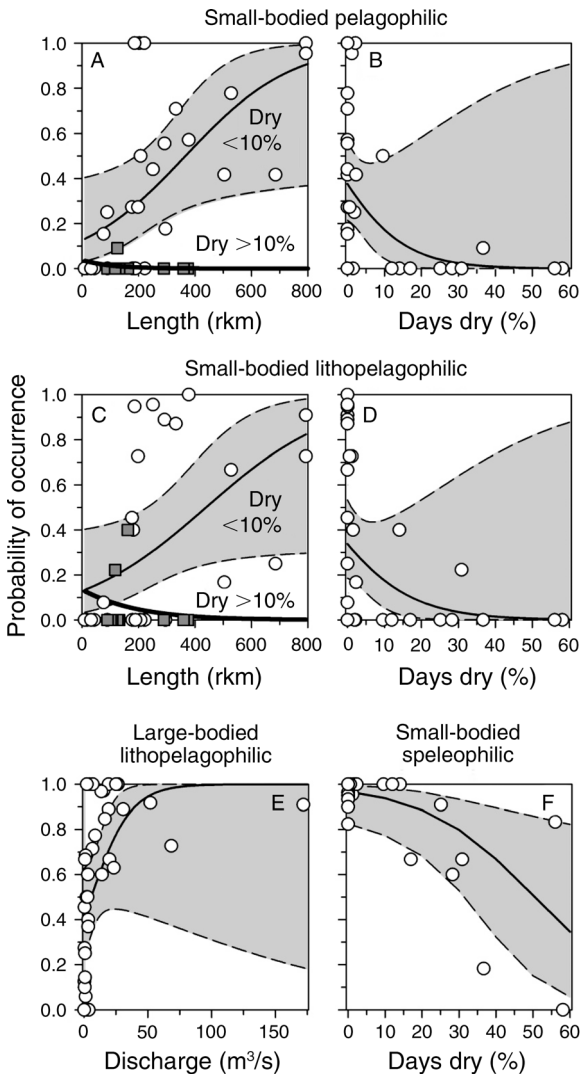 Small-bodied pelagophilic
A
B
1.0
0.8
0.6
0.4
0.2
0.0
Dry
<10%
Dry >10%
0 200 400 600 800
0 10 20 30 40 50 60
Length (rkm)
Days dry (%)
Small-bodied lithopelagophilic
Probability of occurrence
C
D
1.0
0.8
0.6
0.4
0.2
0.0
Dry
<10%
Dry >10%
0 200 400 600 800
0 10 20 30 40 50 60
Length (rkm)
Days dry (%)
Large-bodied
lithopelagophilic
Small-bodied
speleophilic
E
F
1.0
0.8
0.6
0.4
0.2
0.0
0 50 100 150
0 10 20 30 40 50 60
Discharge (m³/s)
Days dry (%)